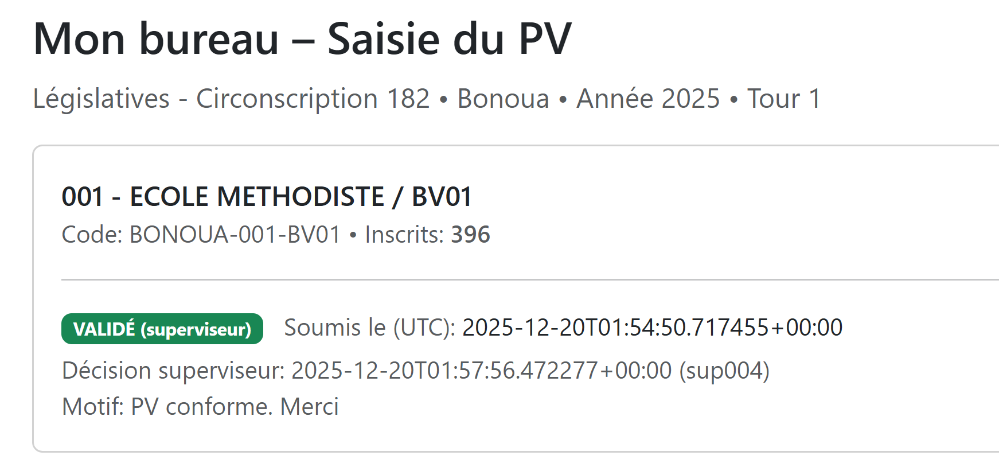 Mon bureau – Saisie du PV
Législatives - Circonscription 182 • Bonoua • Année 2025 • Tour 1
001 - ECOLE METHODISTE / BV01
Code: BONOUA-001-BV01 • Inscrits: 396
VALIDÉ (superviseur) Soumis le (UTC): 2025-12-20T01:54:50.717455+00:00
Décision superviseur: 2025-12-20T01:57:56.472277+00:00 (sup004)
Motif: PV conforme. Merci